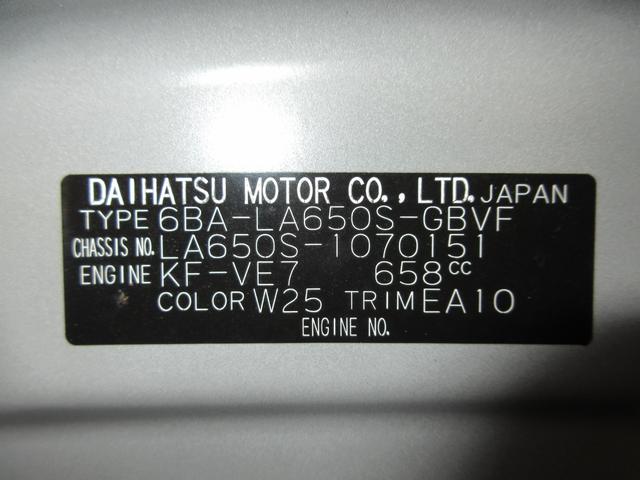 DAIHATSU MOTOR CO., LTD. JAPAN
TYPE 6BA-LA650S-GBVF
CHASSIS NO. LA650S-1070151
ENGINE KF-VE7 658cc
COLOR W25 TRIM EA10
ENGINE NO.